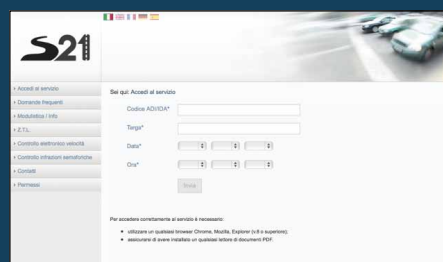 S21
Accedi al servizio
Domande frequenti
Modulistica / Info
Z.T.L.
Controllo elettronico velocità
Controllo infrazioni semaforiche
Contatti
Permessi
Sei qui: Accedi al servizio
Codice AOI/IDA*
Targa*
Data*
Ora*
Invia
Per accedere correttamente al servizio è necessario:
utilizzare un qualsiasi browser Chrome, Mozilla, Explorer (v.8 o superiore);
assicurarsi di avere installato un qualsiasi lettore di documenti PDF.